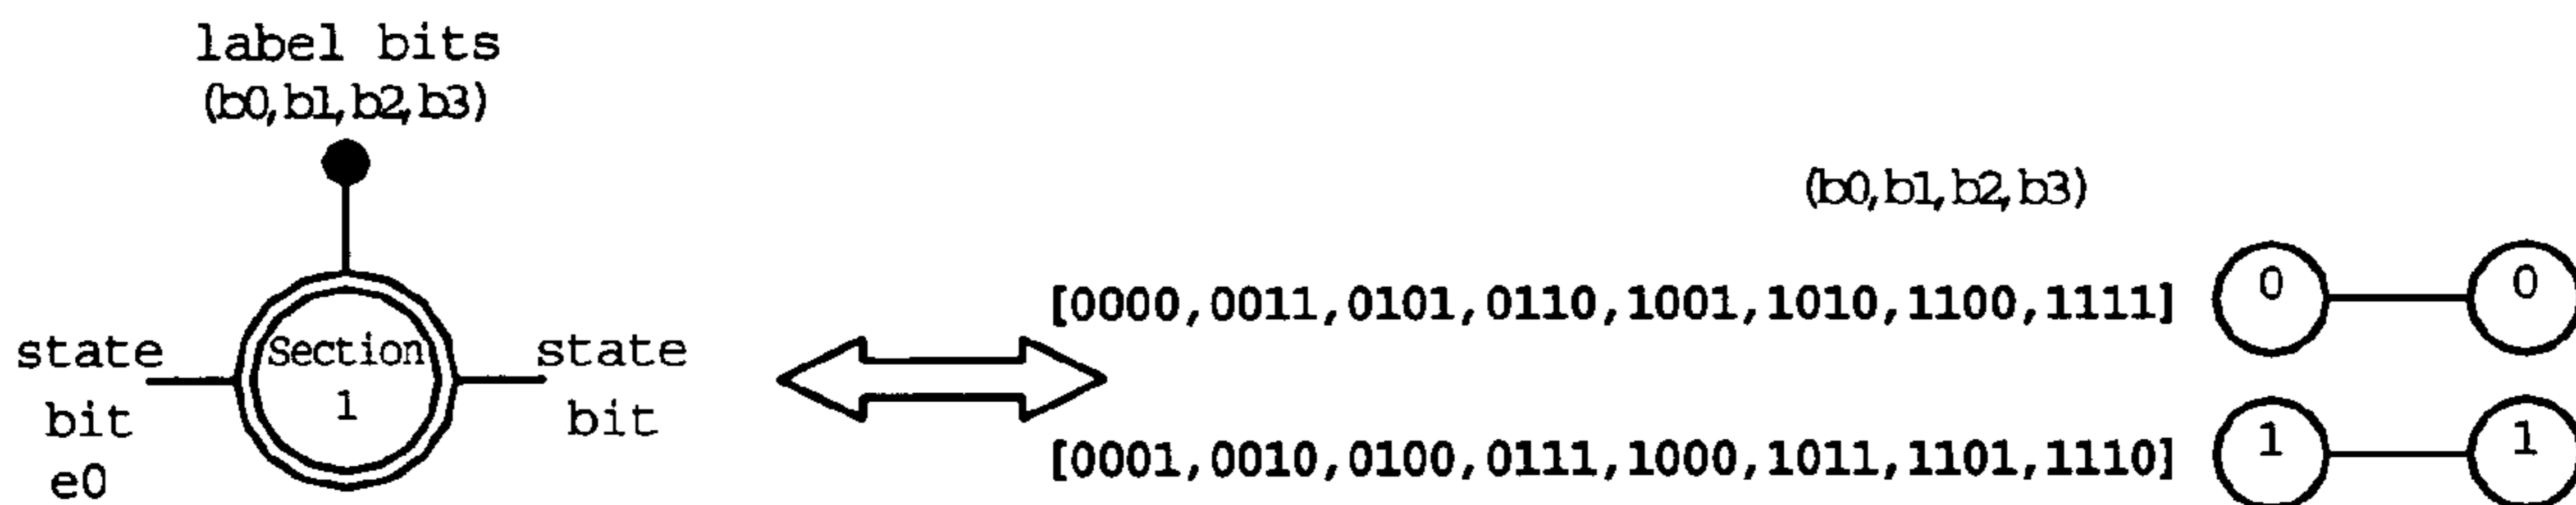 label bits
(b0,b1,b2,b3)
state
bit
e0
Section
1
state
bit
(b0,b1,b2,b3)
[0000,0011,0101,0110,1001,1010,1100,1111]
0
0
[0001,0010,0100,0111,1000,1011,1101,1110]
1
1